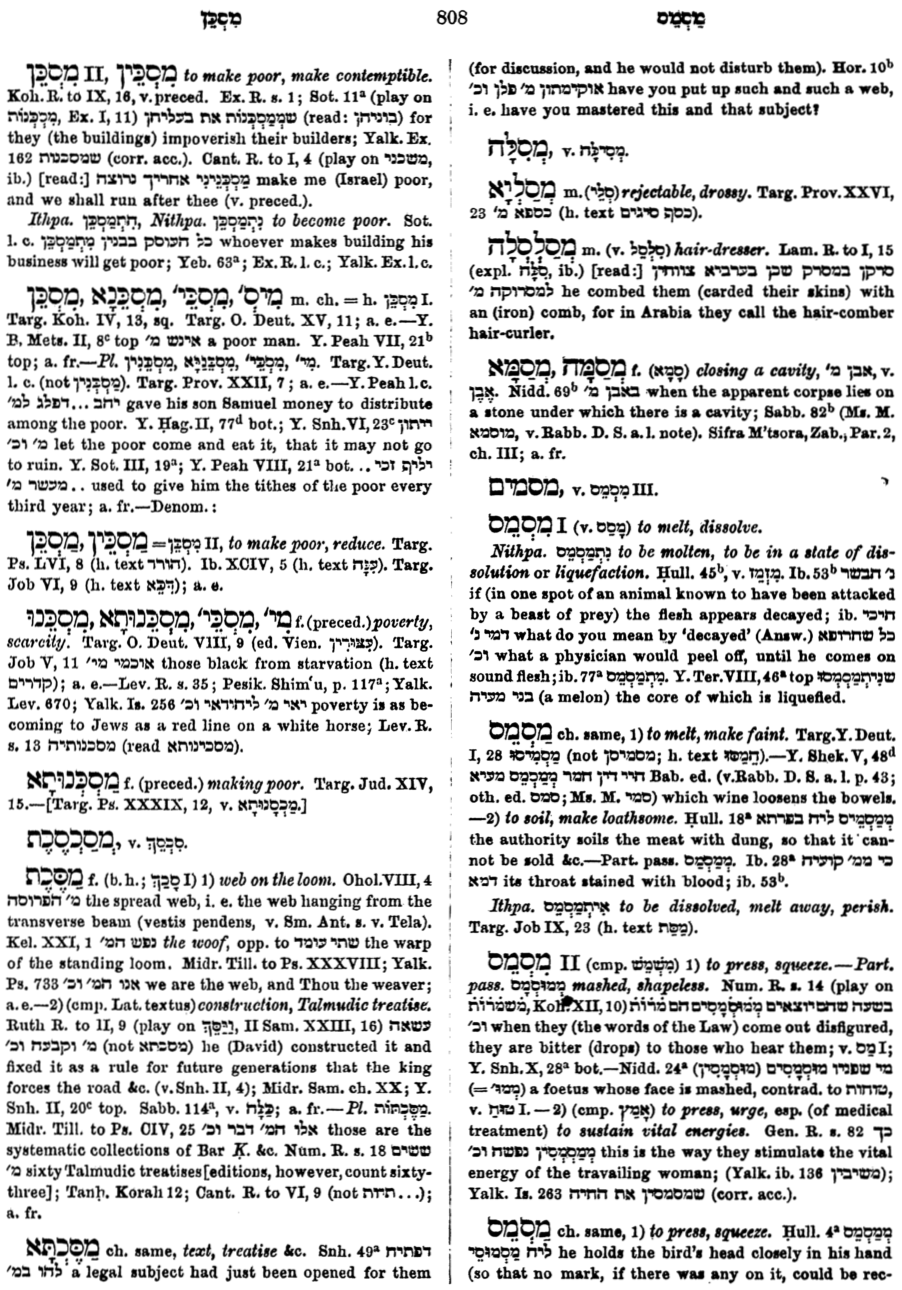 מִסְכֵּן 808 מַסְמֵס
מִסְכֵּן II, מִסְכֵּין to make poor, make contemptible.
Koh. R. to IX, 16, v. preced. Ex. R. s. 1; Sot. 11ᵃ (play on
מִסְכְּנוֹת, Ex. I, 11) שממסכנות את בעליהן (read: בוניהן) for
they (the buildings) impoverish their builders; Yalk. Ex.
162 שמסכנות (corr. acc.). Cant. R. to I, 4 (play on משכני,
ib.) [read:] מַסְכְּנֵינִי אחריך נרוצה make me (Israel) poor,
and we shall run after thee (v. preced.).
Ithpa. הִתְמַסְכֵּן, Nithpa. נִתְמַסְכֵּן to become poor. Sot.
l. c. כל העוסק בבנין מִתְמַסְכֵּן whoever makes building his
business will get poor; Yeb. 63ᵃ; Ex. R. l. c.; Yalk. Ex. l. c.
מִסְכֵּן, מִסְכֵּנָא, מִסְכֵּי', מִיסְ' m. ch. = h. מִסְכֵּן I.
Targ. Koh. IV, 13, sq. Targ. O. Deut. XV, 11; a. e.—Y.
B. Mets. II, 8ᶜ top אינש מ' a poor man. Y. Peah VII, 21ᵇ
top; a. fr.—Pl. מִסְכֵּנִין, מִסְכֵּנַיָּא, מִסְכֵּי', מִי'. Targ. Y. Deut.
l. c. (not מִסְכְּנִין). Targ. Prov. XXII, 7; a. e.—Y. Peah l. c.
יהב ...דפלג למ' gave his son Samuel money to distribute
among the poor. Y. Ḥag. II, 77ᵈ bot.; Y. Snh. VI, 23ᶜ ייתון
מ' וכ' let the poor come and eat it, that it may not go
to ruin. Y. Sot. III, 19ᵃ; Y. Peah VIII, 21ᵃ bot. .. יליף זכי
מעשר מ'.. used to give him the tithes of the poor every
third year; a. fr.—Denom.:
מַסְכֵּן, מַסְכֵּין = מִסְכֵּן II, to make poor, reduce. Targ.
Ps. LVI, 8 (h. text הורד). Ib. XCIV, 5 (h. text עִנָּה). Targ.
Job VI, 9 (h. text דִּכָּא); a. e.
מִסְכֵּנוּ, מִסְכֵּנוּתָא, מִסְכֵּי', מִי' f. (preced.) poverty,
scarcity. Targ. O. Deut. VIII, 9 (ed. Vien. עִצּוּרִין). Targ.
Job V, 11 אוכמי מי' those black from starvation (h. text
קדרים); a. e.—Lev. R. s. 35; Pesik. Shim'u, p. 117ᵃ; Yalk.
Lev. 670; Yalk. Is. 256 יאי מ' ליהודאי וכ' poverty is as be-
coming to Jews as a red line on a white horse; Lev. R.
s. 13 מסכנותיה (read מסכינותא).
מַסְכְּנוּתָא f. (preced.) making poor. Targ. Jud. XIV,
15.—[Targ. Ps. XXXIX, 12, v. מַכְסָנוּתָא.]
מְסַכְסֶכֶת, v. סִכְסֵךְ.
מַסֶּכֶת f. (b. h.; סָכַךְ I) 1) web on the loom. Ohol. VIII, 4
מ' הפרוסה the spread web, i. e. the web hanging from the
transverse beam (vestis pendens, v. Sm. Ant. s. v. Tela).
Kel. XXI, 1 נפש המ' the woof, opp. to שתי עומד the warp
of the standing loom. Midr. Till. to Ps. XXXVIII; Yalk.
Ps. 733 אנו המ' וכ' we are the web, and Thou the weaver;
a. e.—2) (cmp. Lat. textus) construction, Talmudic treatise.
Ruth R. to II, 9 (play on וַיַּסֵּךְ, II Sam. XXIII, 16) עשאה
מ' וקבעה וכ' (not מסכתא) he (David) constructed it and
fixed it as a rule for future generations that the king
forces the road &c. (v. Snh. II, 4); Midr. Sam. ch. XX; Y.
Snh. II, 20ᶜ top. Sabb. 114ᵃ, v. כַּלָּה; a. fr.—Pl. מַסֶּכְתּוֹת.
Midr. Till. to Ps. CIV, 25 אלו המ' דבר וכ' those are the
systematic collections of Bar Ḳ. &c. Num. R. s. 18 ששים
מ' sixty Talmudic treatises [editions, however, count sixty-
three]; Tanḥ. Korah 12; Cant. R. to VI, 9 (not תחות...);
a. fr.
מַסֶּכְתָּא ch. same, text, treatise &c. Snh. 49ᵃ דפתיח
להו במ' a legal subject had just been opened for them
(for discussion, and he would not disturb them). Hor. 10ᵇ
אוקימתון מ' פלן וכ' have you put up such and such a web,
i. e. have you mastered this and that subject?
מְסִלָּה, v. מְסִילָּה.
מַסְלְיָא m. (סְלֵי) rejectable, drossy. Targ. Prov. XXVI,
23 כספא מ' (h. text כסף סיגים).
מְסַלְסְלָה m. (v. סִלְסֵל) hair-dresser. Lam. R. to I, 15
(expl. סִלָּה, ib.) [read:] סרקן במסרק שכן בערביא צווחין
למסרוקה מ' he combed them (carded their skins) with
an (iron) comb, for in Arabia they call the hair-comber
hair-curler.
מַסְמָא, מַסְמָה f. (סְמָא) closing a cavity, אבן מ', v.
אֶבֶן. Nidd. 69ᵇ באבן מ' when the apparent corpse lies on
a stone under which there is a cavity; Sabb. 82ᵇ (Ms. M.
מוסמא, v. Rabb. D. S. a. l. note). Sifra M'tsora, Zab., Par. 2,
ch. III; a. fr.
מסמים, v. מִסְמֵס III.
מִסְמֵס I (v. מָסַס) to melt, dissolve.
Nithpa. נִתְמַסְמֵס to be molten, to be in a state of dis-
solution or liquefaction. Ḥull. 45ᵇ, v. מִזְמֵז. Ib. 53ᵇ נ' הבשר
if (in one spot of an animal known to have been attacked
by a beast of prey) the flesh appears decayed; ib. היכי
דמי נ' what do you mean by 'decayed' (Answ.) כל שהרופא
וכ' what a physician would peel off, until he comes on
sound flesh; ib. 77ᵃ מִתְמַסְמֵס. Y. Ter. VIII, 46ᵃ top שנִּיתְמַסְמְסוּ
בני מעיה (a melon) the core of which is liquefied.
מַסְמֵס ch. same, 1) to melt, make faint. Targ. Y. Deut.
I, 28 מַסְמִיסוּ (not מסמיסן; h. text הֵמַסּוּ).—Y. Shek. V, 48ᵈ
היי דין חמר מְמַסְמֵס מעיא Bab. ed. (v. Rabb. D. S. a. l. p. 43;
oth. ed. סמס; Ms. M. סמי) which wine loosens the bowels.
—2) to soil, make loathsome. Ḥull. 18ᵃ מְמַסְמֵיס ליה בפרתא
the authority soils the meat with dung, so that it can-
not be sold &c.—Part. pass. מְמַסְמַס. Ib. 28ᵃ כי ממ' קועיה
דמא its throat stained with blood; ib. 53ᵇ.
Ithpa. אִיתְמַסְמֵס to be dissolved, melt away, perish.
Targ. Job IX, 23 (h. text מַסַּת).
מִסְמֵס II (cmp. מִשְׁמֵשׁ) 1) to press, squeeze.—Part.
pass. מְמוּסְמָס mashed, shapeless. Num. R. s. 14 (play on
משמרות, Koh. XII, 10) בשעה שהם יוצאים מְמוּסְמָסִים הם מרות
וכ' when they (the words of the Law) come out disfigured,
they are bitter (drops) to those who hear them; v. סַם I;
Y. Snh. X, 28ᵃ bot.—Nidd. 24ᵃ מי שפניו מוּסְמָסִים (מוּסְמָסִין)
(=מְמוּ') a foetus whose face is mashed, contrad. to טוחות,
v. טוּחַ I.—2) (cmp. אָמַץ) to press, urge, esp. (of medical
treatment) to sustain vital energies. Gen. R. s. 82 כך
מְמַסְמְסִין נפשה וכ' this is the way they stimulate the vital
energy of the travailing woman; (Yalk. ib. 136 משיבין);
Yalk. Is. 263 שמסמסין את החיה (corr. acc.).
מַסְמֵס ch. same, 1) to press, squeeze. Ḥull. 4ᵃ מְמַסְמֵס
ליה מַסְמוּסֵי he holds the bird's head closely in his hand
(so that no mark, if there was any on it, could be rec-